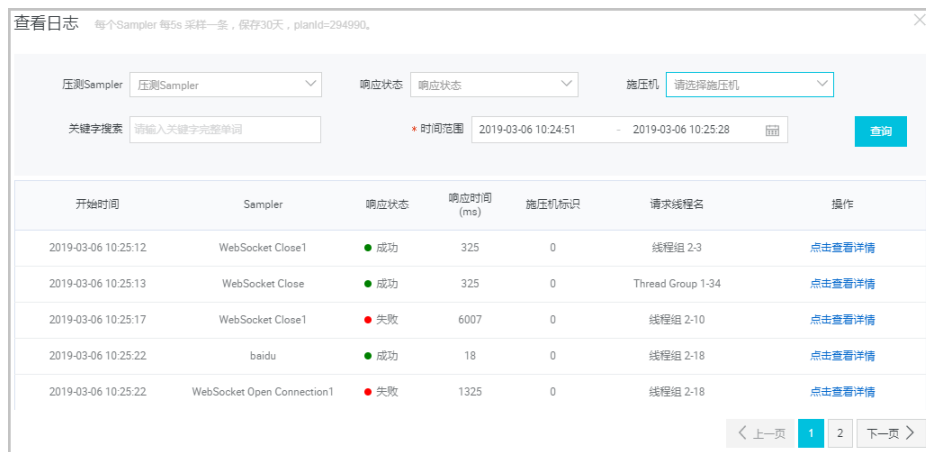 查看日志 每个Sampler 每5s 采样一条，保存30天，planId=294990。
压测Sampler 压测Sampler 响应状态 响应状态 施压机 请选择施压机
关键字搜索 请输入关键字完整单词 * 时间范围 2019-03-06 10:24:51 - 2019-03-06 10:25:28 查询
开始时间 Sampler 响应状态 响应时间 (ms) 施压机标识 请求线程名 操作
2019-03-06 10:25:12 WebSocket Close1 成功 325 0 线程组 2-3 点击查看详情
2019-03-06 10:25:13 WebSocket Close 成功 325 0 Thread Group 1-34 点击查看详情
2019-03-06 10:25:17 WebSocket Close1 失败 6007 0 线程组 2-10 点击查看详情
2019-03-06 10:25:22 baidu 成功 18 0 线程组 2-18 点击查看详情
2019-03-06 10:25:22 WebSocket Open Connection1 失败 1325 0 线程组 2-18 点击查看详情
上一页 1 2 下一页